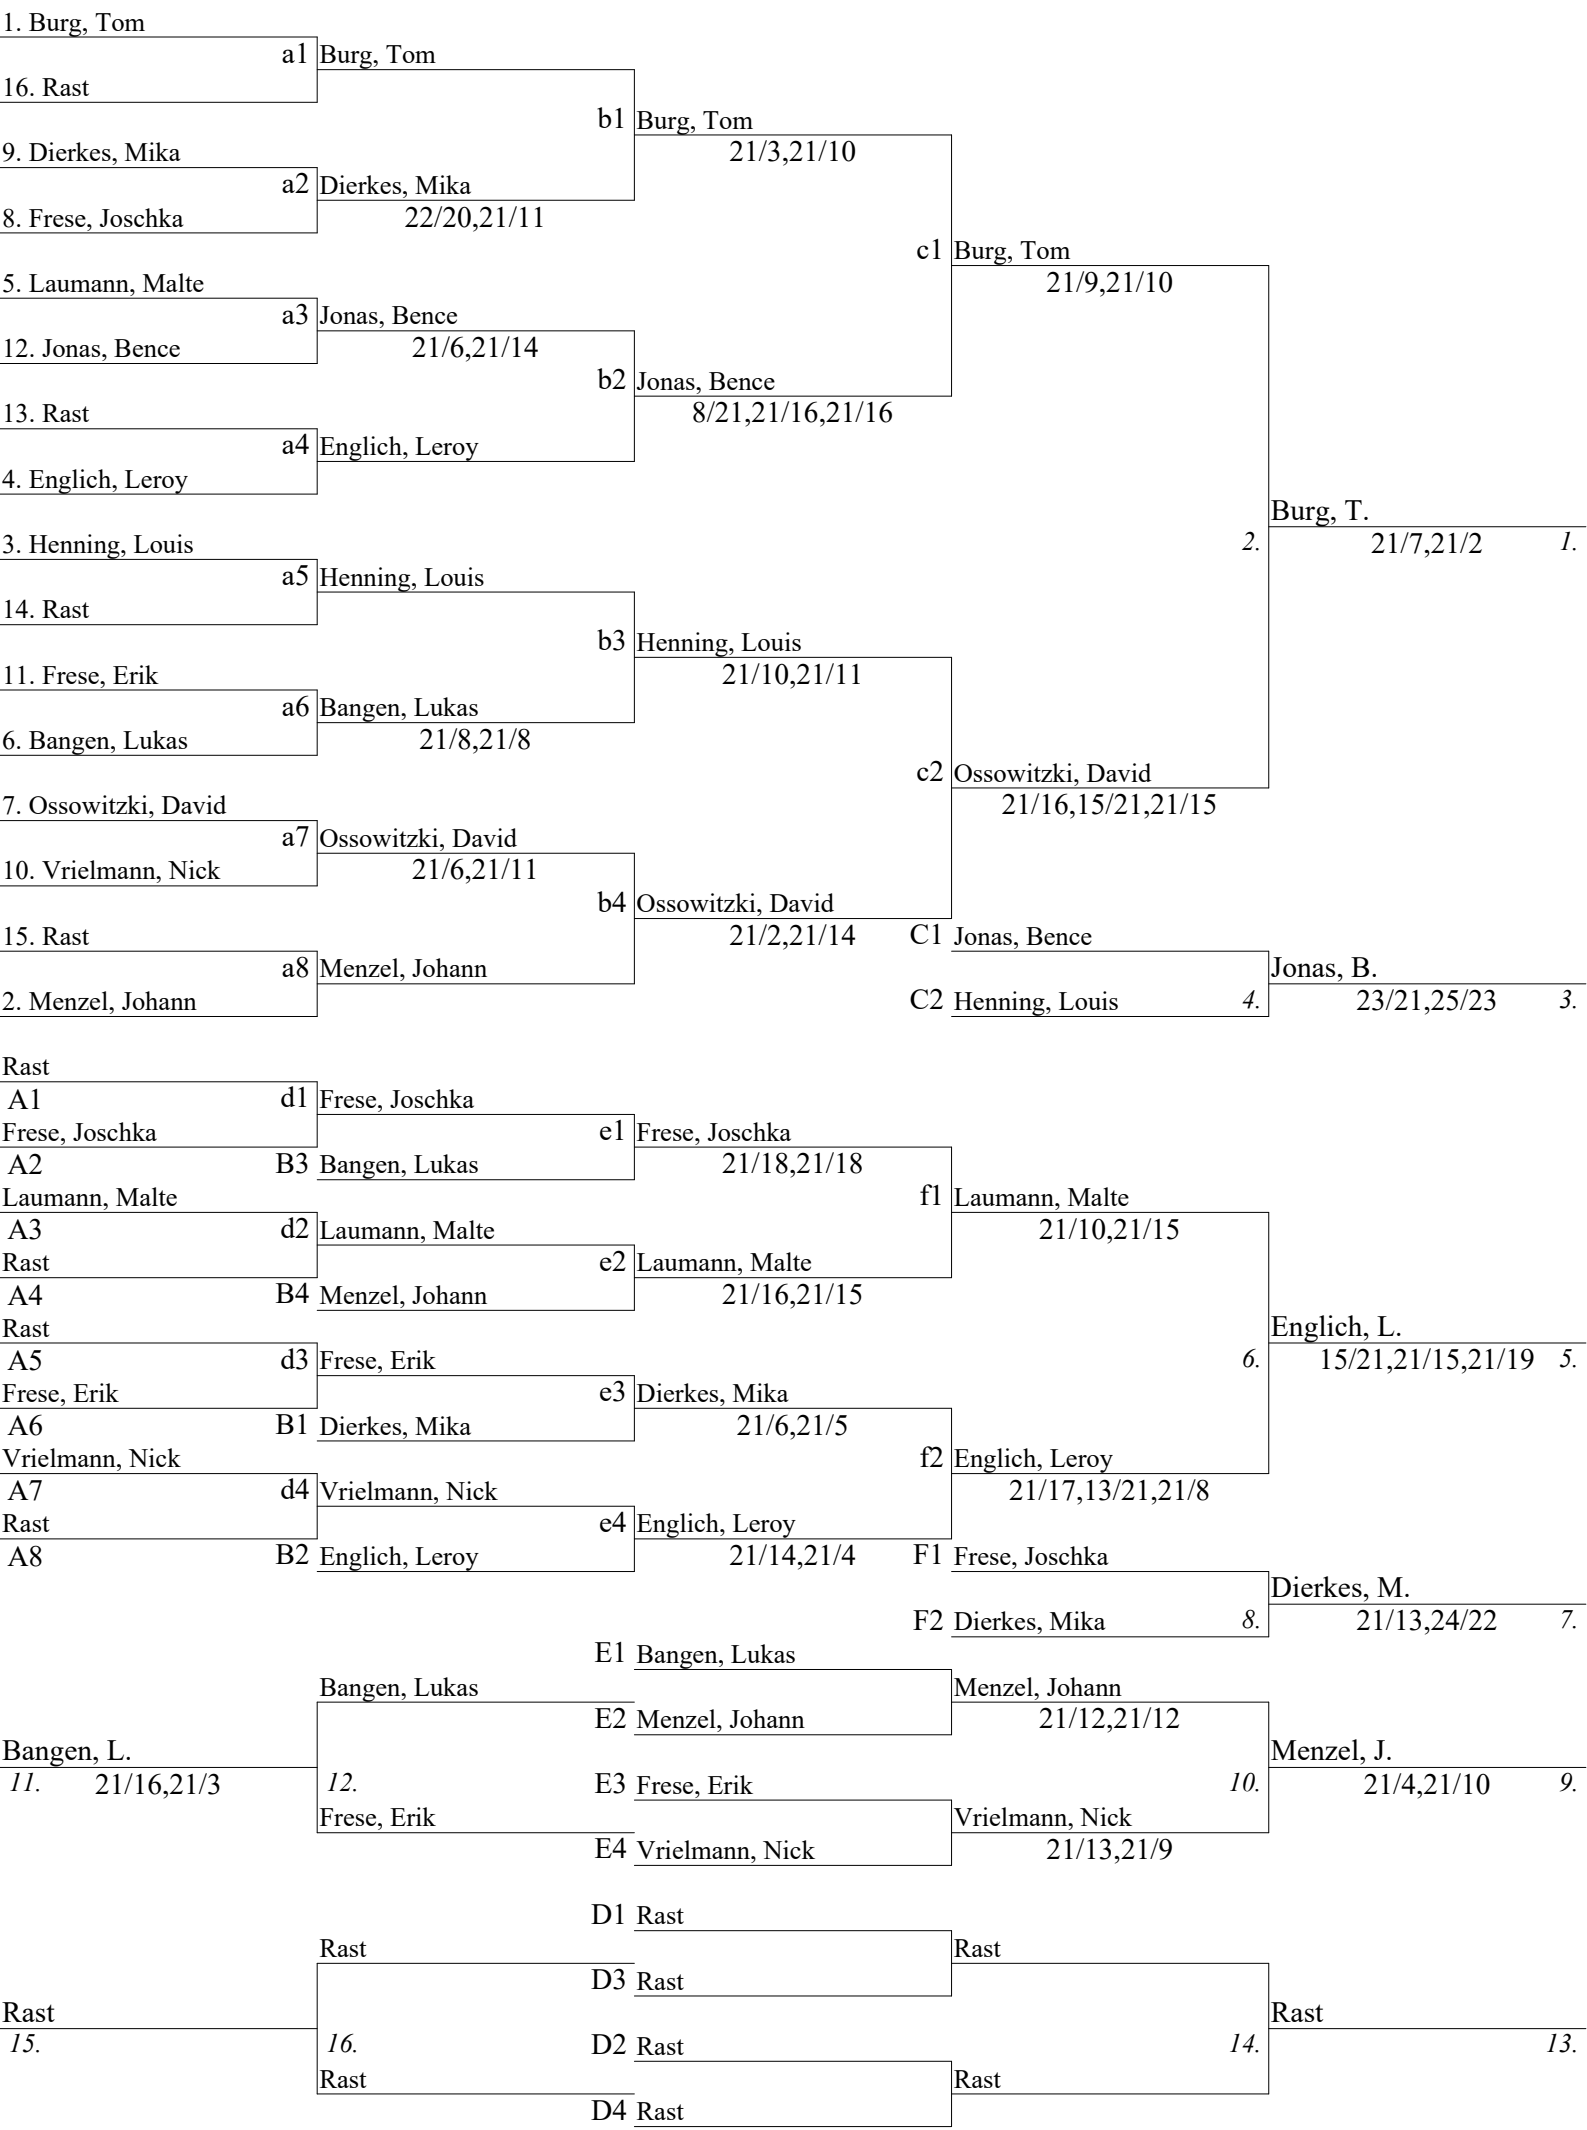 1. Burg, Tom
a1 Burg, Tom
16. Rast
b1 Burg, Tom
21/3,21/10
9. Dierkes, Mika
a2 Dierkes, Mika
22/20,21/11
8. Frese, Joschka
c1 Burg, Tom
21/9,21/10
5. Laumann, Malte
a3 Jonas, Bence
21/6,21/14
12. Jonas, Bence
b2 Jonas, Bence
8/21,21/16,21/16
13. Rast
a4 Englich, Leroy
4. Englich, Leroy
Burg, T.
2. 21/7,21/2 1.
3. Henning, Louis
a5 Henning, Louis
14. Rast
b3 Henning, Louis
21/10,21/11
11. Frese, Erik
a6 Bangen, Lukas
21/8,21/8
6. Bangen, Lukas
c2 Ossowitzki, David
21/16,15/21,21/15
7. Ossowitzki, David
a7 Ossowitzki, David
21/6,21/11
10. Vrielmann, Nick
b4 Ossowitzki, David
21/2,21/14
15. Rast
C1 Jonas, Bence
a8 Menzel, Johann
Jonas, B.
2. Menzel, Johann
C2 Henning, Louis 4. 23/21,25/23 3.
Rast
A1 d1 Frese, Joschka
Frese, Joschka
e1 Frese, Joschka
A2 B3 Bangen, Lukas
21/18,21/18
Laumann, Malte
f1 Laumann, Malte
A3 d2 Laumann, Malte
21/10,21/15
Rast
e2 Laumann, Malte
A4 B4 Menzel, Johann
21/16,21/15
Rast
Englich, L.
A5 d3 Frese, Erik
6. 15/21,21/15,21/19 5.
Frese, Erik
e3 Dierkes, Mika
A6 B1 Dierkes, Mika
21/6,21/5
Vrielmann, Nick
f2 Englich, Leroy
A7 d4 Vrielmann, Nick
21/17,13/21,21/8
Rast
e4 Englich, Leroy
A8 B2 Englich, Leroy
21/14,21/4
F1 Frese, Joschka
Dierkes, M.
F2 Dierkes, Mika 8. 21/13,24/22 7.
E1 Bangen, Lukas
Bangen, Lukas
Menzel, Johann
E2 Menzel, Johann
21/12,21/12
Bangen, L.
Menzel, J.
11. 21/16,21/3 12.
E3 Frese, Erik
10. 21/4,21/10 9.
Frese, Erik
Vrielmann, Nick
E4 Vrielmann, Nick
21/13,21/9
D1 Rast
Rast
Rast
D3 Rast
Rast
Rast
15. 16.
D2 Rast
14. 13.
Rast
Rast
D4 Rast